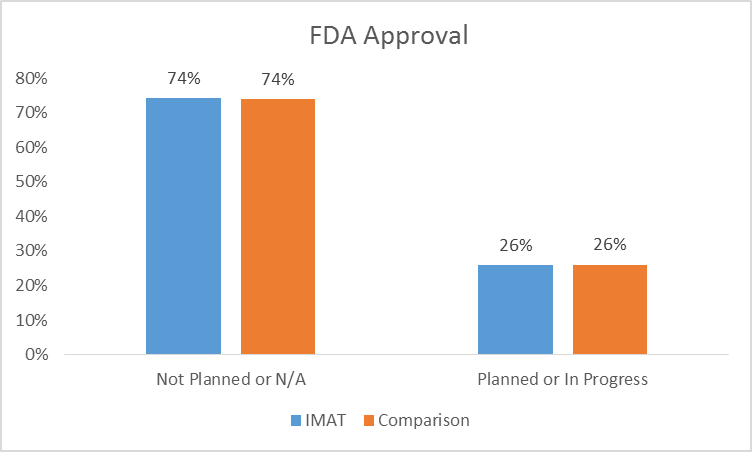 FDA Approval
80%
70%
60%
50%
40%
30%
20%
10%
0%
74%
74%
26%
26%
Not Planned or N/A
Planned or In Progress
IMAT
Comparison